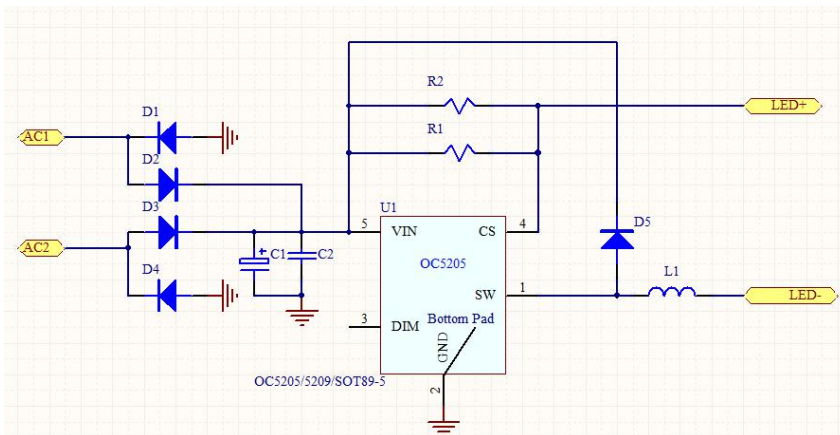 R2
LED+
D1
R1
AC1
D2
D3
U1
5
VIN
CS
4
D5
AC2
C1
C2
OC5205
D4
L1
SW
1
LED-
3
DIM
Bottom Pad
GND
OC5205/5209/SOT89-5
2